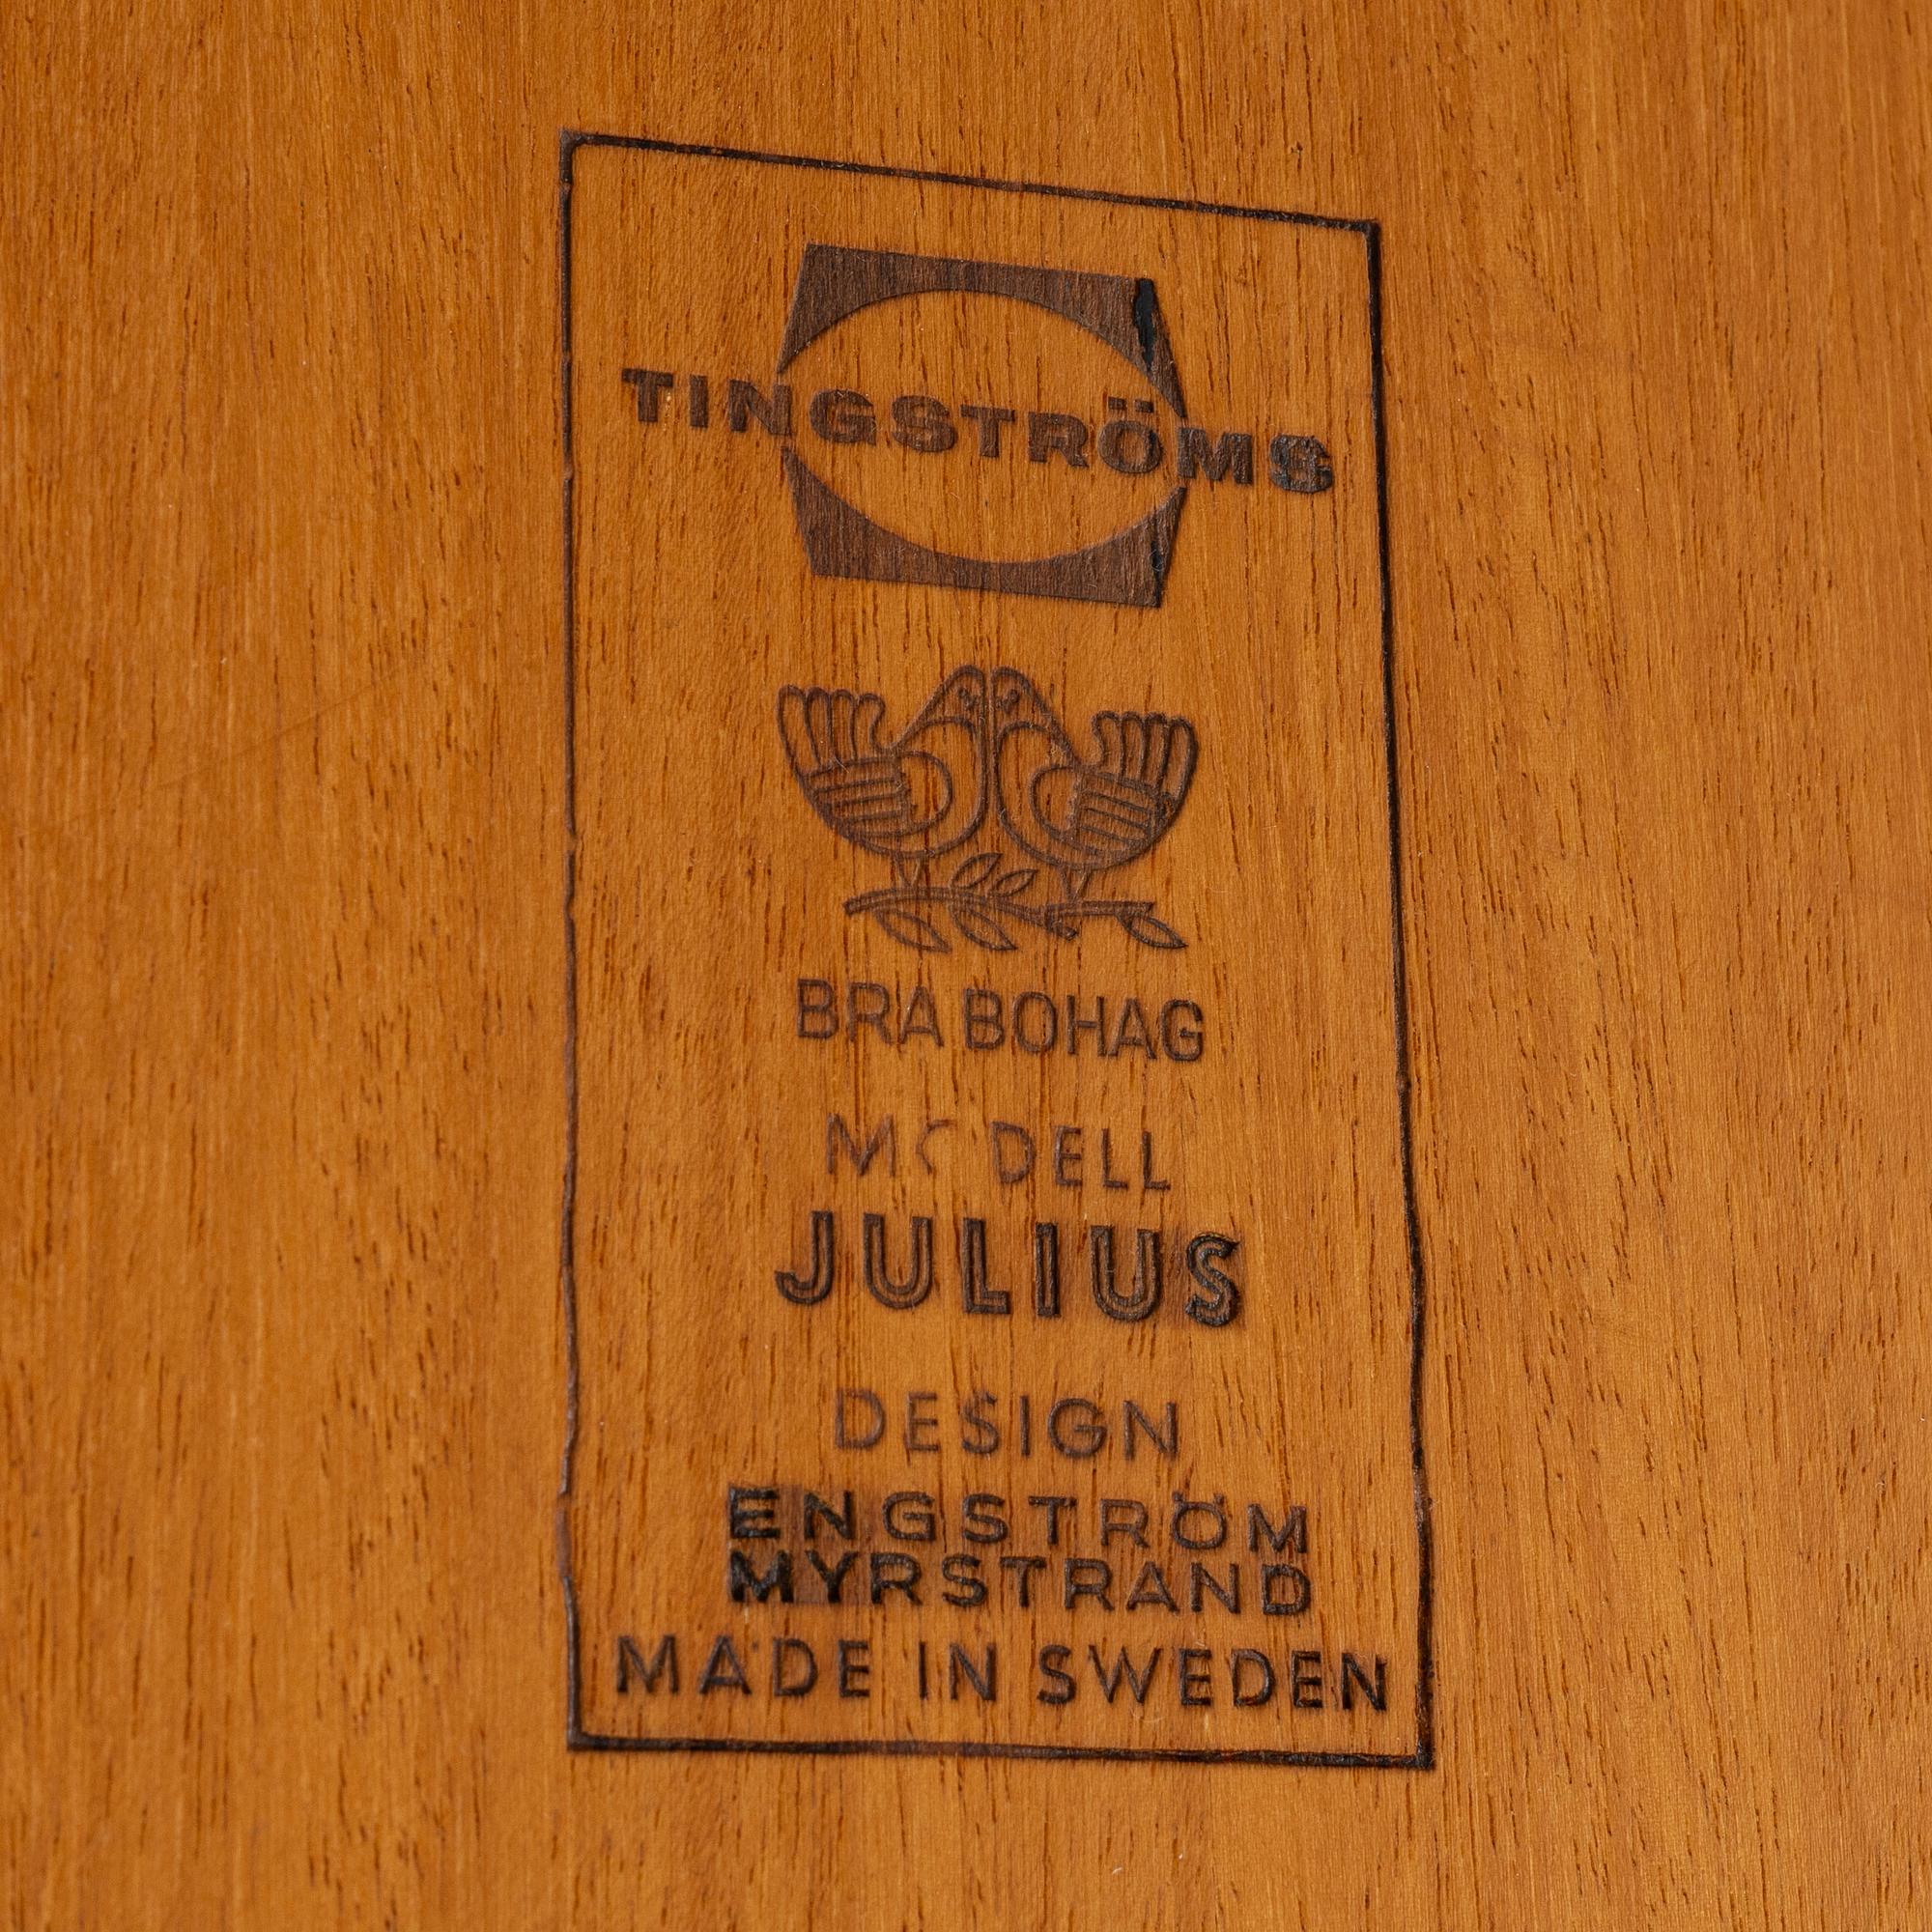 TINGSTRÖMS
BRA BOHAG
MODELL
JULIUS
DESIGN
ENGSTRÖM
MYRSTRAND
MADE IN SWEDEN